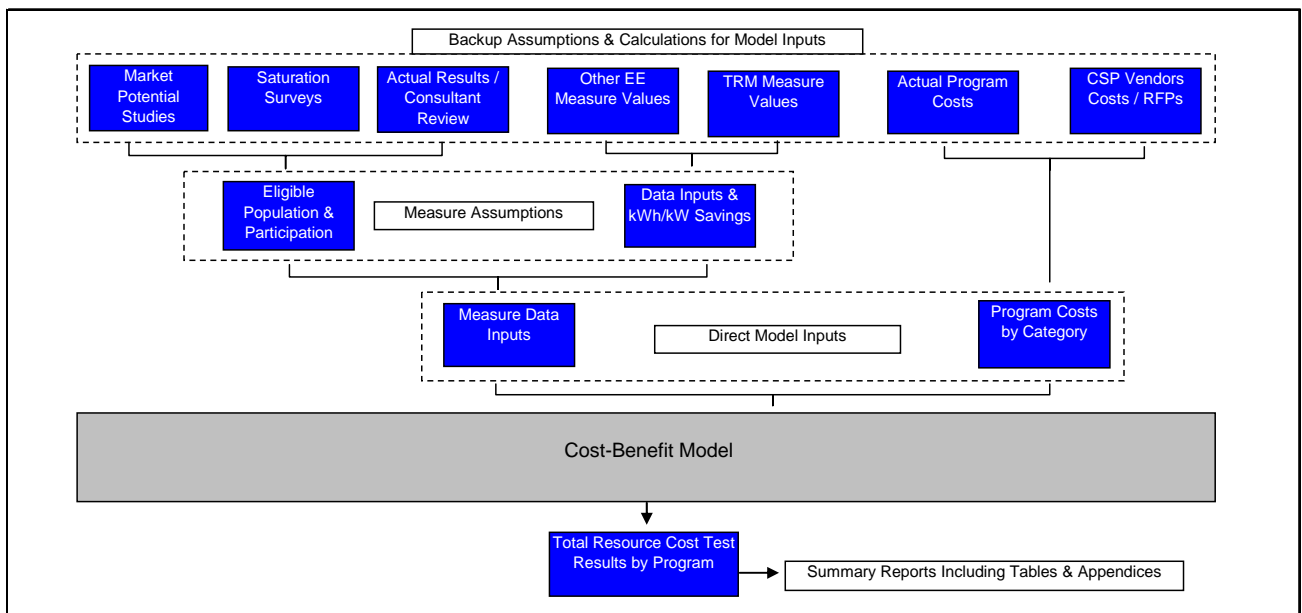 Backup Assumptions & Calculations for Model Inputs
Market
Potential
Studies
Saturation
Surveys
Actual Results /
Consultant
Review
Other EE
Measure Values
TRM Measure
Values
Actual Program
Costs
CSP Vendors
Costs / RFPs
Eligible
Population &
Participation
Measure Assumptions
Data Inputs &
kWh/kW Savings
Measure Data
Inputs
Direct Model Inputs
Program Costs
by Category
Cost-Benefit Model
Total Resource Cost Test
Results by Program
Summary Reports Including Tables & Appendices